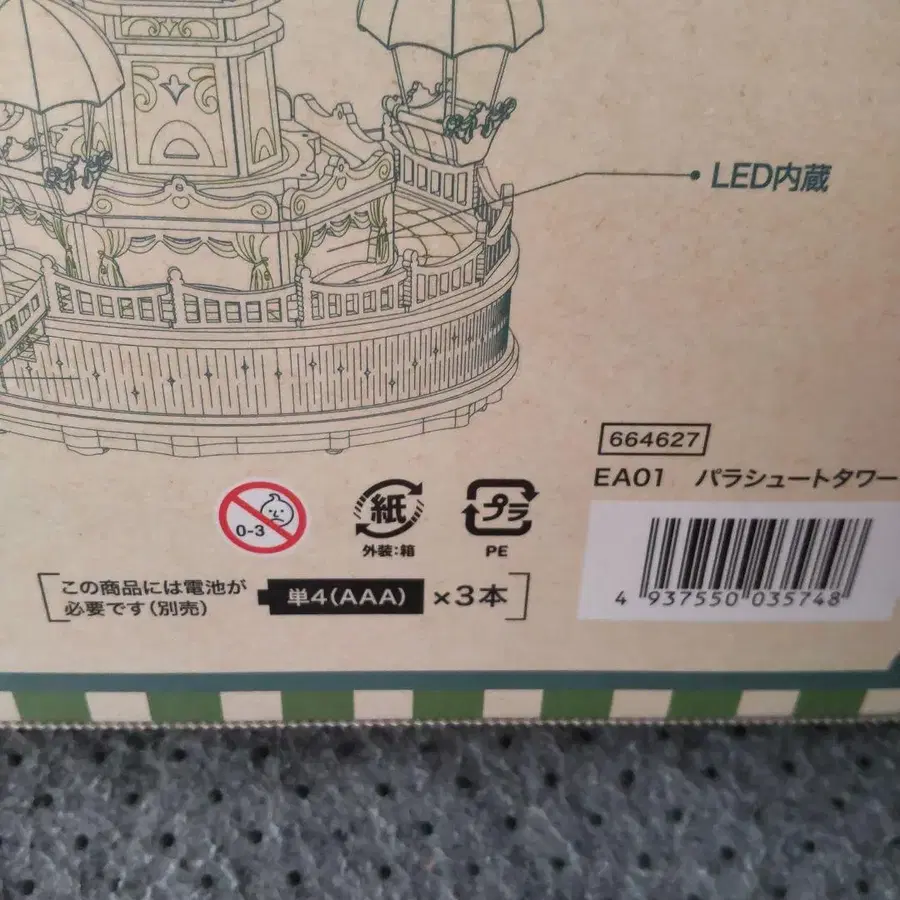 LED内蔵
664627
EA01 パラシュートタワー
0-3
紙
外装:箱
プラ
PE
この商品には電池が
必要です(別売)
単4(AAA)
×3本
4 937550 035748